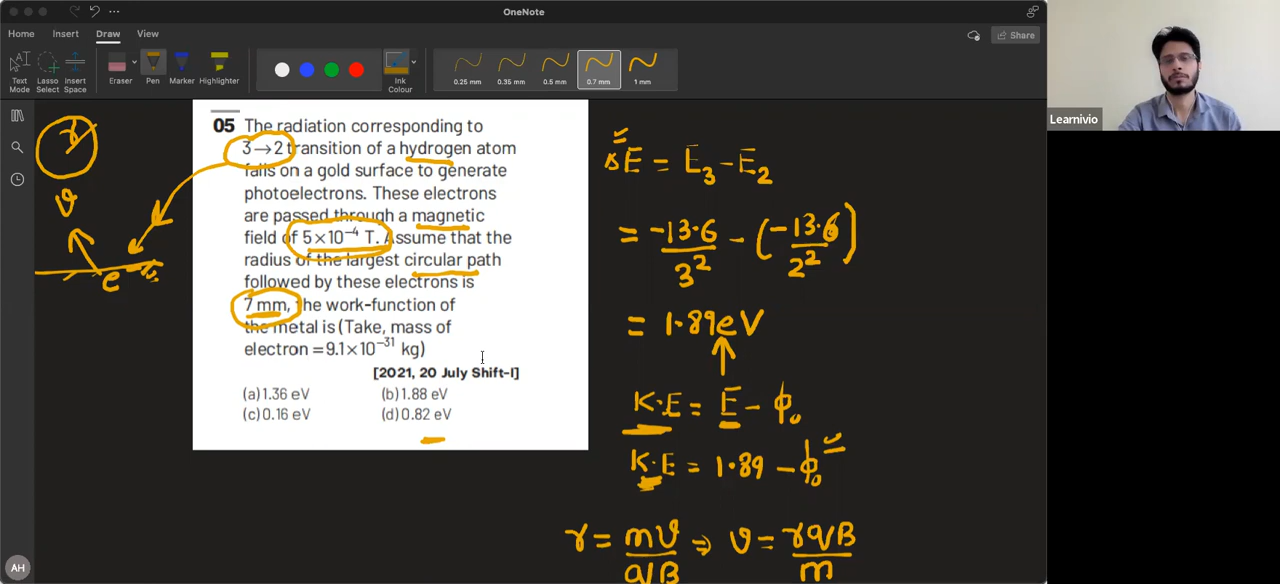 OneNote
Home Insert Draw View
Share
Text Mode
Lasso Select
Insert Space
Eraser
Pen
Marker
Highlighter
Ink Colour
0.25 mm
0.35 mm
0.5 mm
0.7 mm
1 mm
Learnivio
05 The radiation corresponding to
3→2 transition of a hydrogen atom
falls on a gold surface to generate
photoelectrons. These electrons
are passed through a magnetic
field of 5×10⁻⁴ T. Assume that the
radius of the largest circular path
followed by these electrons is
7 mm, the work-function of
the metal is (Take, mass of
electron = 9.1×10⁻³¹ kg)
[2021, 20 July Shift-I]
(a) 1.36 eV (b) 1.88 eV
(c) 0.16 eV (d) 0.82 eV
r
v
e
ΔE = E₃ - E₂
= -13.6/3² - (-13.6/2²)
= 1.89eV
K.E = E - ϕ₀
K.E = 1.89 - ϕ₀
r = mv/qB ⇒ v = rqB/m
AH